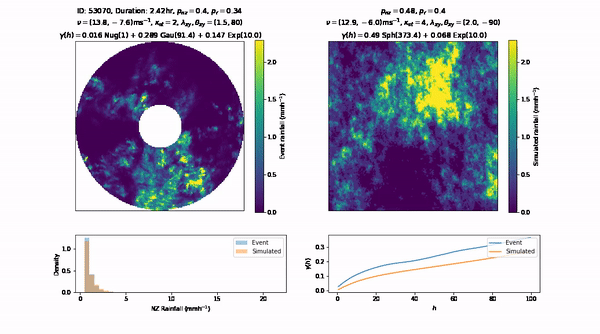 ID: 53070, Duration: 2.42hr, p_nz = 0.4, p_r = 0.34
v = (13.8, − 7.6)ms⁻¹, κ_st = 2, λ_xy, θ_xy = (1.5, 80)
γ(h) = 0.016 Nug(1) + 0.289 Gau(91.4) + 0.147 Exp(10.0)
p_nz = 0.48, p_r = 0.4
v = (12.9, − 6.0)ms⁻¹, κ_st = 4, λ_xy, θ_xy = (2.0, − 90)
γ(h) = 0.49 Sph(373.4) + 0.068 Exp(10.0)
2.0
1.5
1.0
0.5
0.0
Event rainfall (mmh⁻¹)
2.0
1.5
1.0
0.5
0.0
Simulated rainfall (mmh⁻¹)
Density
1.0
0.5
0.0
Event
Simulated
0 5 10 15 20
NZ Rainfall (mmh⁻¹)
γ(h)
0.3
0.2
0.1
0.0
Event
Simulated
0 20 40 60 80 100
h